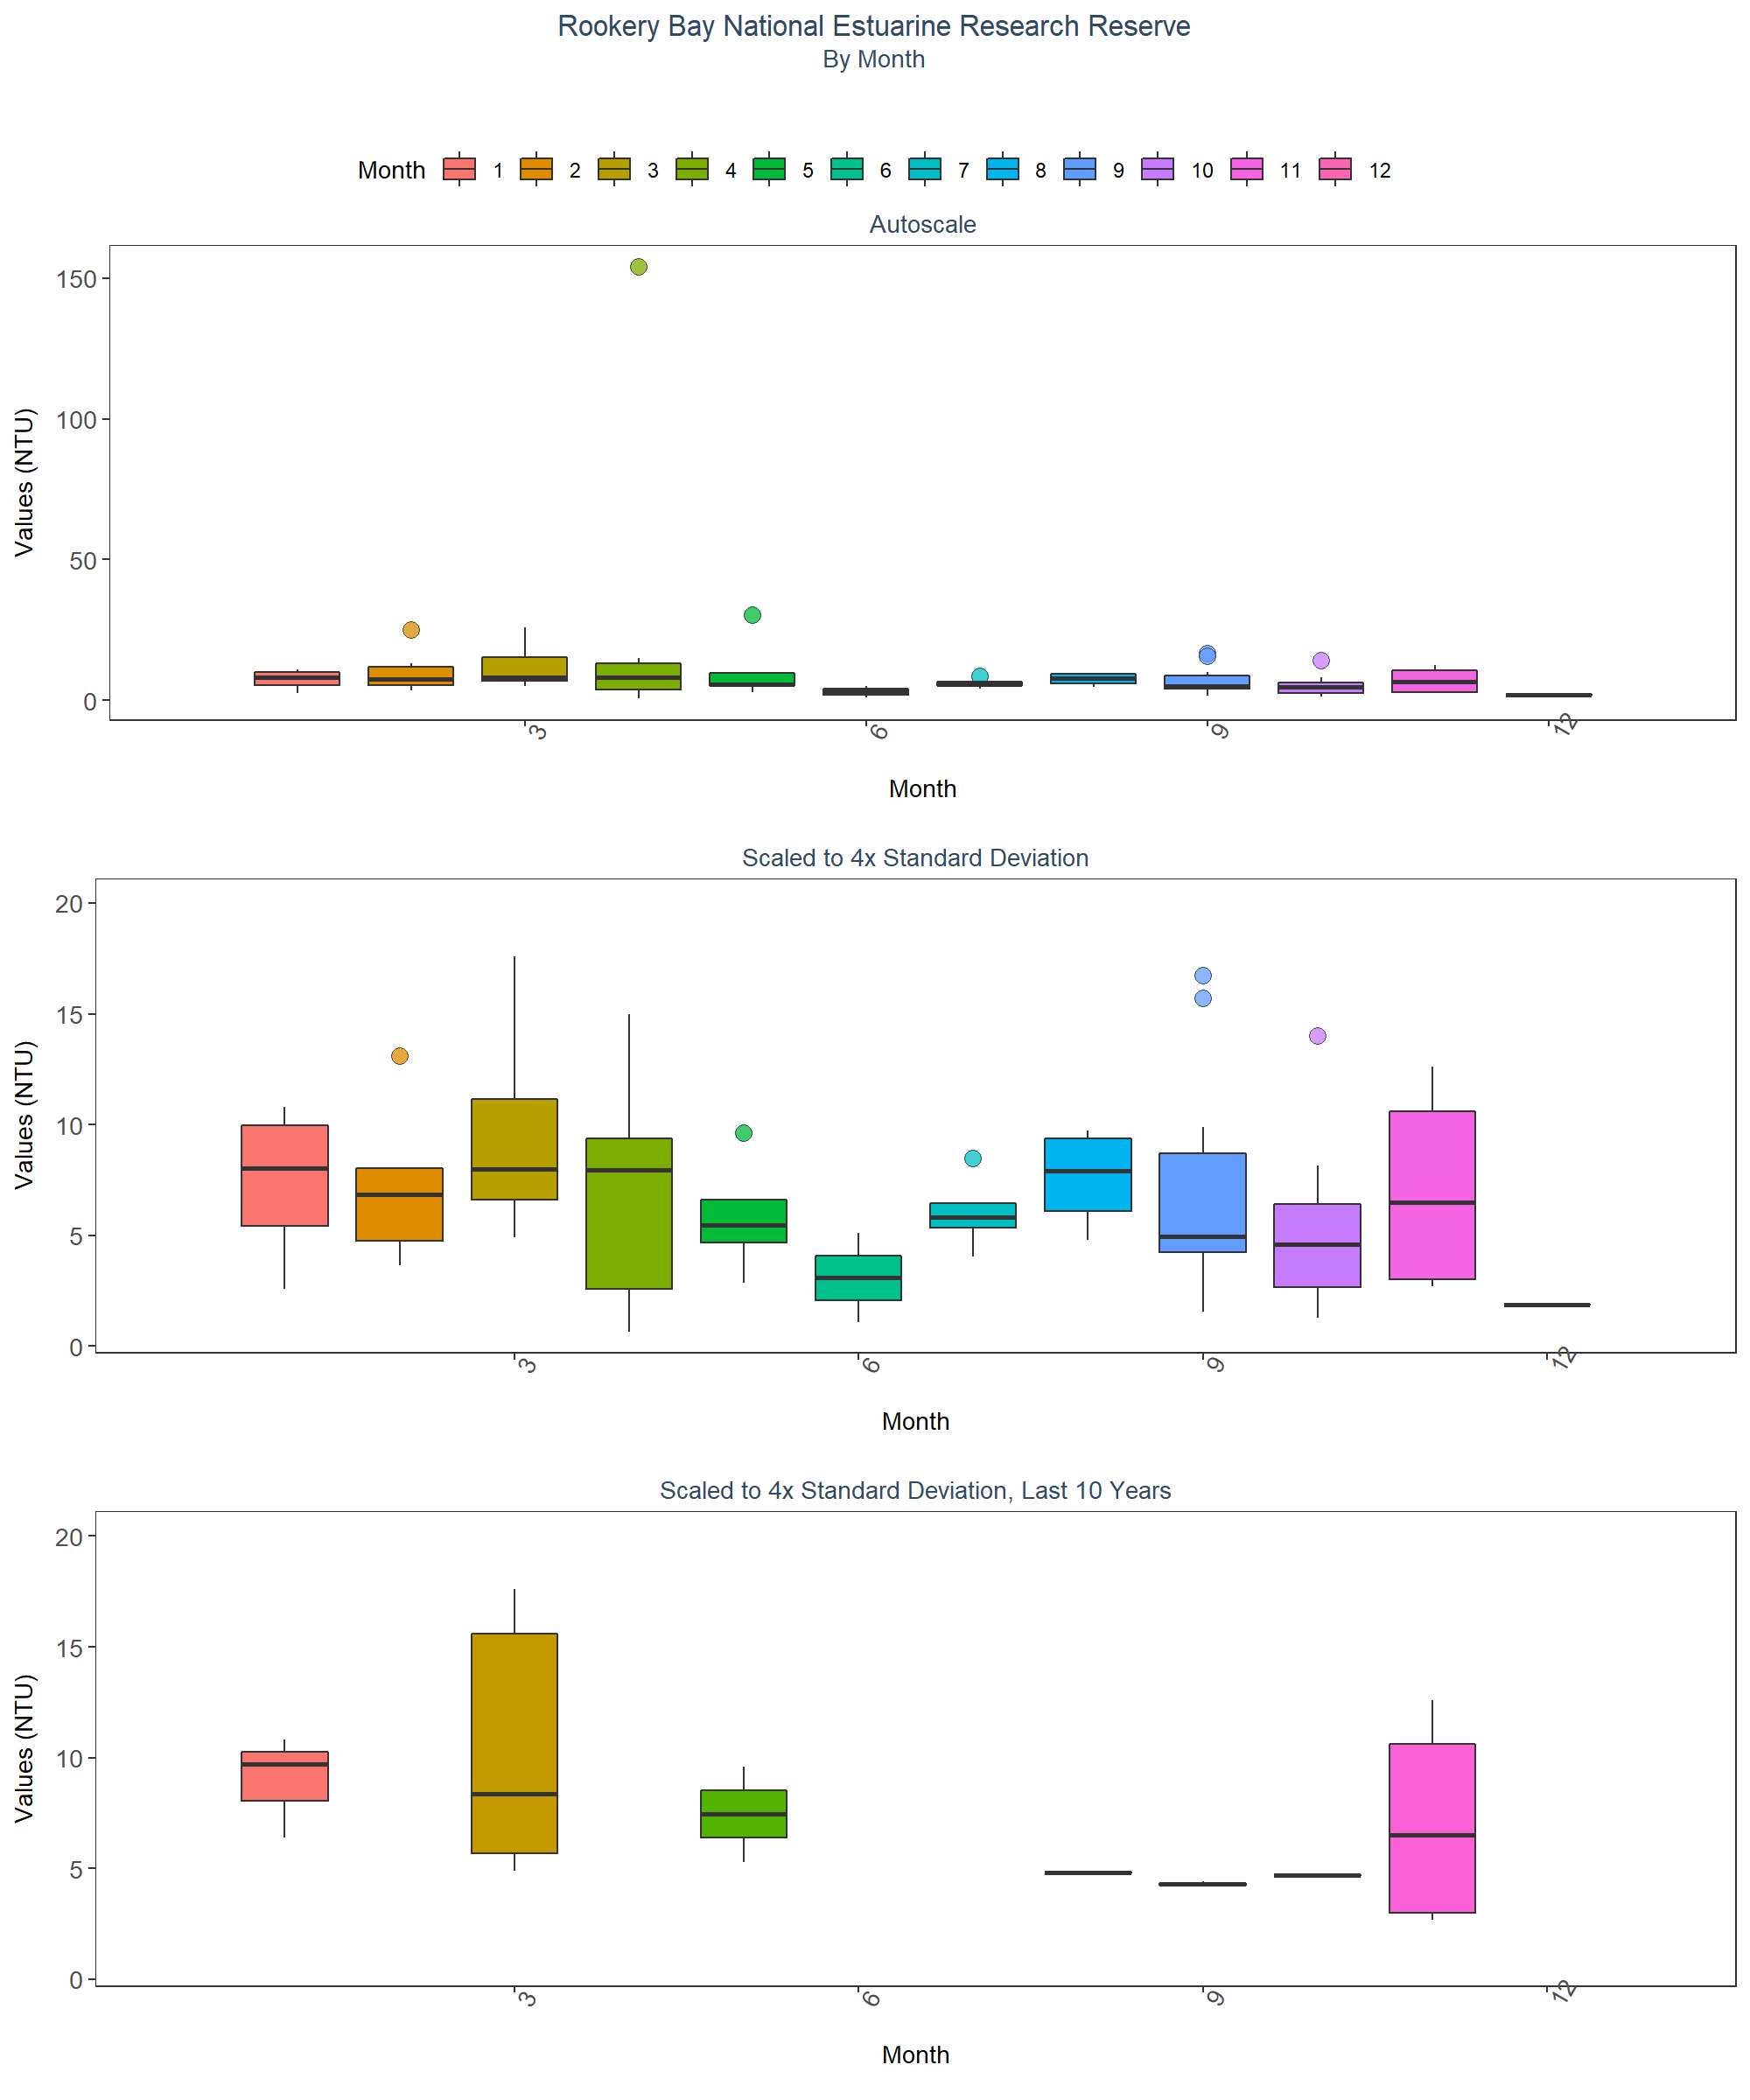 Rookery Bay National Estuarine Research Reserve
By Month
Month 1 2 3 4 5 6 7 8 9 10 11 12
Autoscale
Values (NTU)
150
100
50
0
3 6 9 12
Month
Scaled to 4x Standard Deviation
Values (NTU)
20
15
10
5
0
3 6 9 12
Month
Scaled to 4x Standard Deviation, Last 10 Years
Values (NTU)
20
15
10
5
0
3 6 9 12
Month